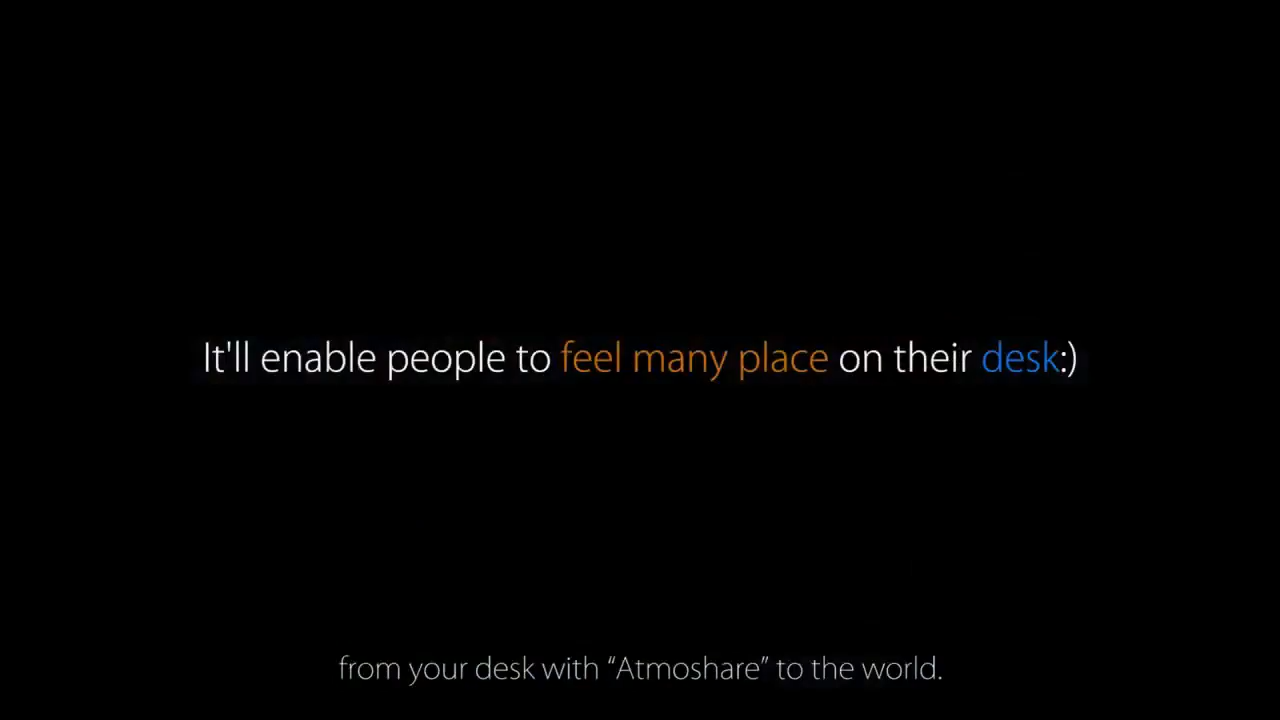 It'll enable people to feel many place on their desk:)
from your desk with “Atmoshare” to the world.